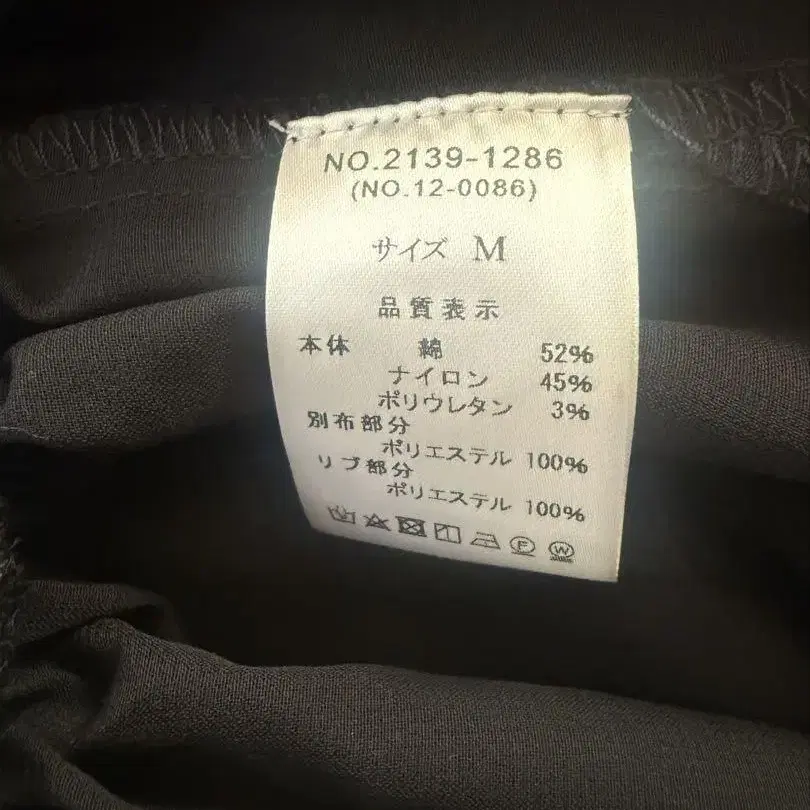 NO.2139-1286
(NO.12-0086)
サイズ M
品質表示
本体 綿 52%
ナイロン 45%
ポリウレタン 3%
別布部分
ポリエステル 100%
リブ部分
ポリエステル 100%
F W